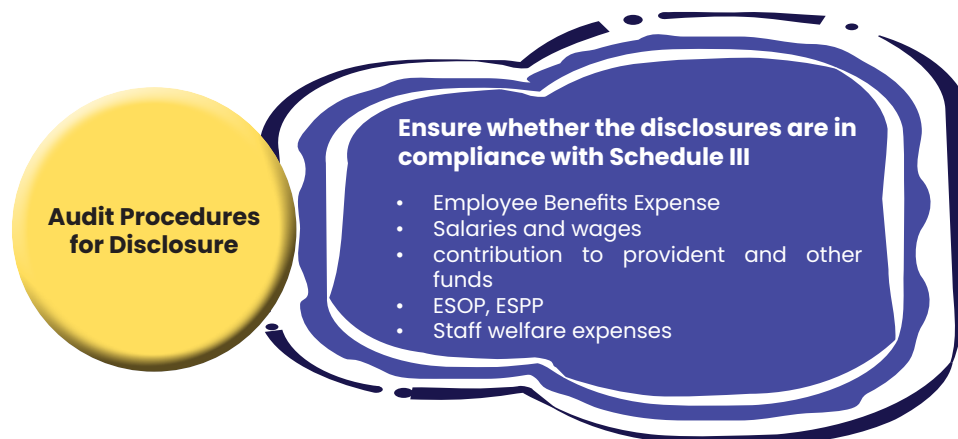 Audit Procedures
for Disclosure
Ensure whether the disclosures are in
compliance with Schedule III
• Employee Benefits Expense
• Salaries and wages
• contribution to provident and other
funds
• ESOP, ESPP
• Staff welfare expenses